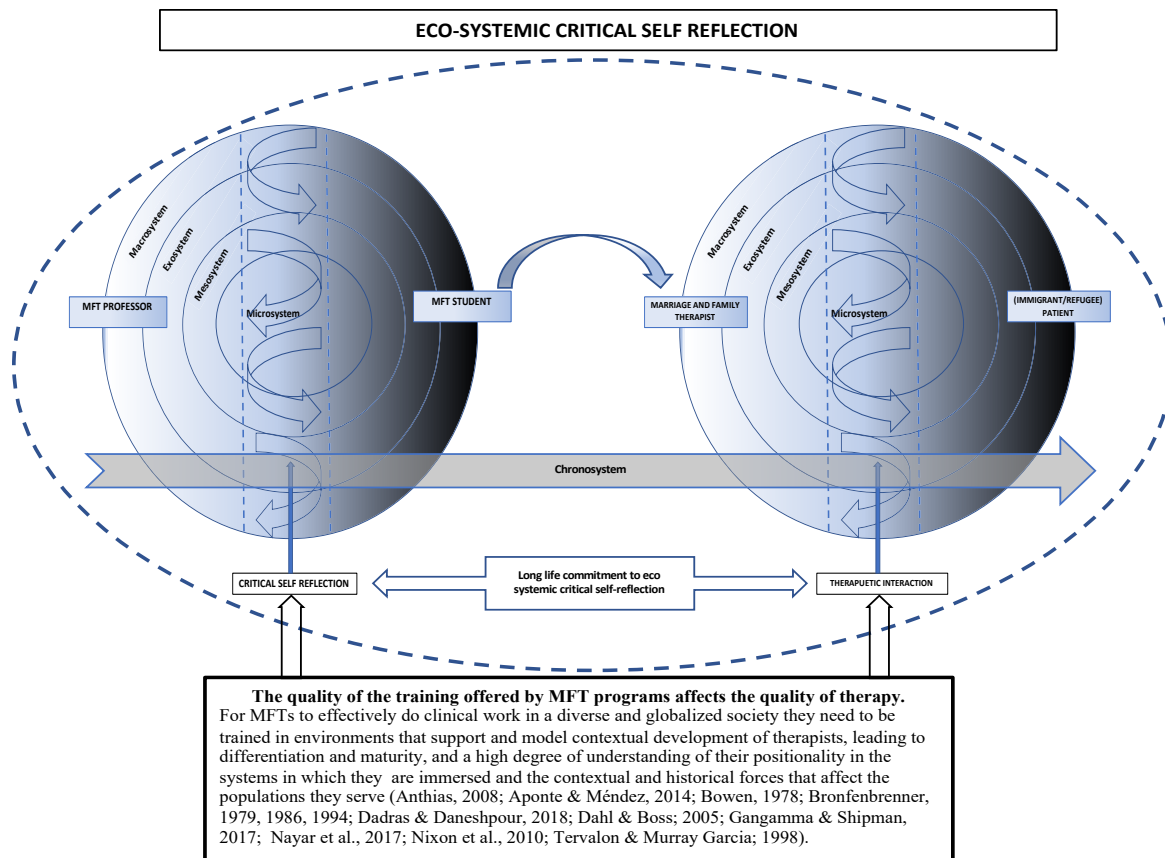 ECO-SYSTEMIC CRITICAL SELF REFLECTION
Macrosystem
Exosystem
Mesosystem
Microsystem
MFT PROFESSOR
MFT STUDENT
Macrosystem
Exosystem
Mesosystem
Microsystem
MARRIAGE AND FAMILY
THERAPIST
(IMMIGRANT/REFUGEE)
PATIENT
Chronosystem
CRITICAL SELF REFLECTION
Long life commitment to eco
systemic critical self-reflection
THERAPUETIC INTERACTION
The quality of the training offered by MFT programs affects the quality of therapy.
For MFTs to effectively do clinical work in a diverse and globalized society they need to be
trained in environments that support and model contextual development of therapists, leading to
differentiation and maturity, and a high degree of understanding of their positionality in the
systems in which they are immersed and the contextual and historical forces that affect the
populations they serve (Anthias, 2008; Aponte & Méndez, 2014; Bowen, 1978; Bronfenbrenner,
1979, 1986, 1994; Dadras & Daneshpour, 2018; Dahl & Boss; 2005; Gangamma & Shipman,
2017; Nayar et al., 2017; Nixon et al., 2010; Tervalon & Murray Garcia; 1998).